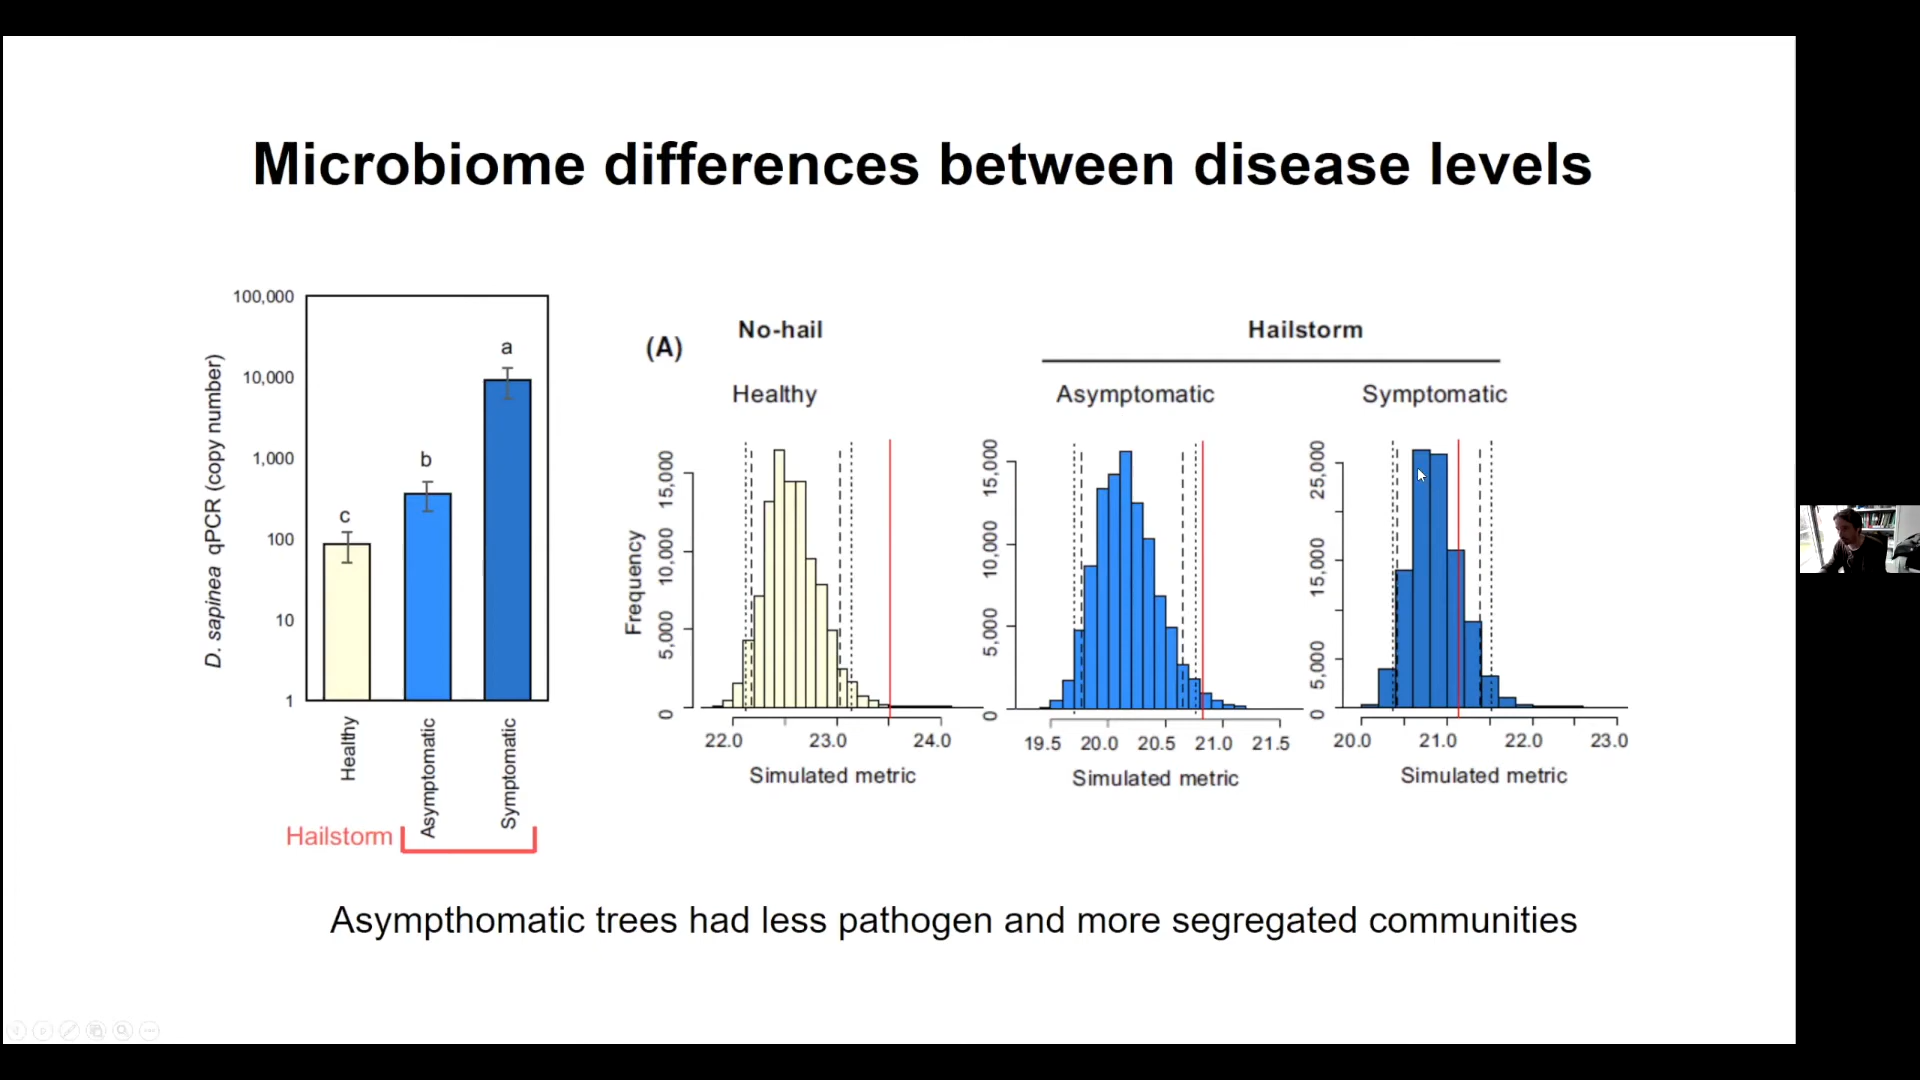 Microbiome differences between disease levels
D. sapinea qPCR (copy number)
100,000
10,000
1,000
100
10
1
c
b
a
Healthy
Asymptomatic
Symptomatic
Hailstorm
(A)
No-hail
Hailstorm
Healthy
Asymptomatic
Symptomatic
Frequency
15,000
10,000
5,000
0
22.0 23.0 24.0
Simulated metric
15,000
10,000
5,000
0
19.5 20.0 20.5 21.0 21.5
Simulated metric
25,000
15,000
5,000
0
20.0 21.0 22.0 23.0
Simulated metric
Asympthomatic trees had less pathogen and more segregated communities